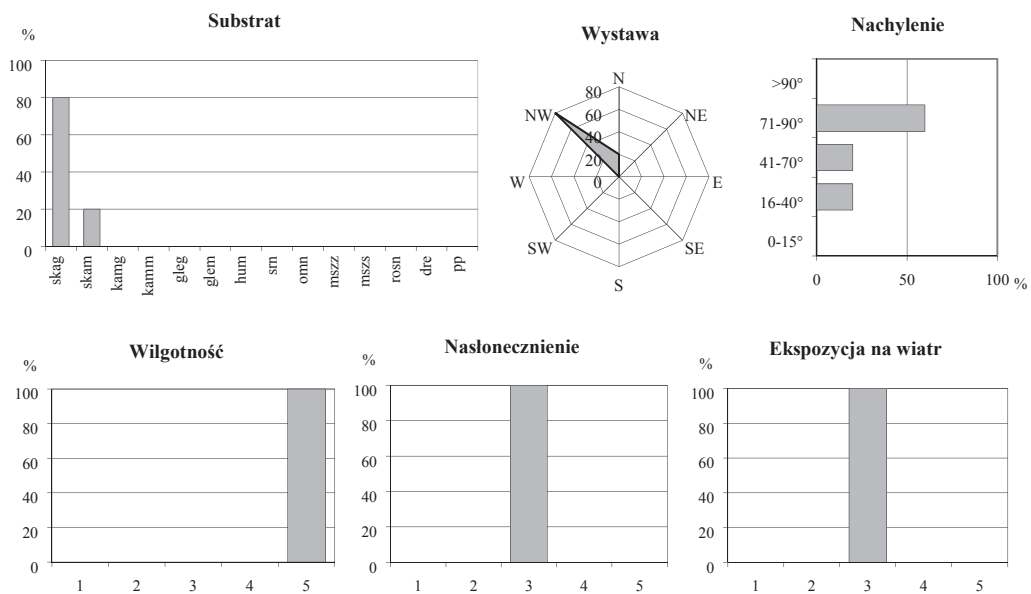 Substrat
%
100
80
60
40
20
0
skag
skam
kamg
kamm
gleg
glem
hum
srn
omn
mszz
mszs
rosn
dre
pp
Wystawa
N
NE
E
SE
S
SW
W
NW
80
60
40
20
0
Nachylenie
>90°
71-90°
41-70°
16-40°
0-15°
0 50 100 %
Wilgotność
%
100
80
60
40
20
0
1 2 3 4 5
Nasłonecznienie
%
100
80
60
40
20
0
1 2 3 4 5
Ekspozycja na wiatr
%
100
80
60
40
20
0
1 2 3 4 5